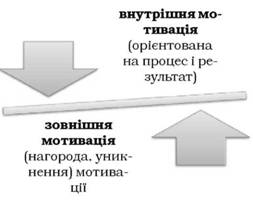 внутрішня мо-
тивація
(орієнтована
на процес і ре-
зультат)
зовнішня
мотивація
(нагорода, уник-
нення) мотива-
ції